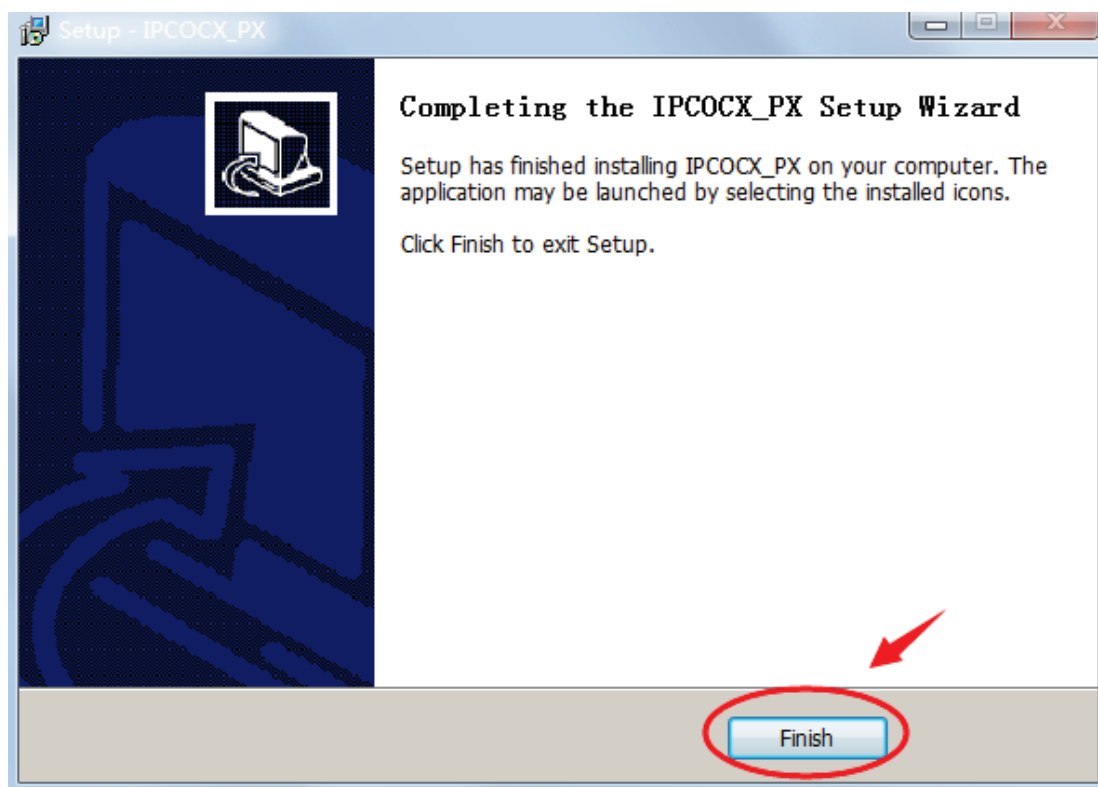 Setup - IPCOCX_PX
Completing the IPCOCX_PX Setup Wizard
Setup has finished installing IPCOCX_PX on your computer. The
application may be launched by selecting the installed icons.
Click Finish to exit Setup.
Finish